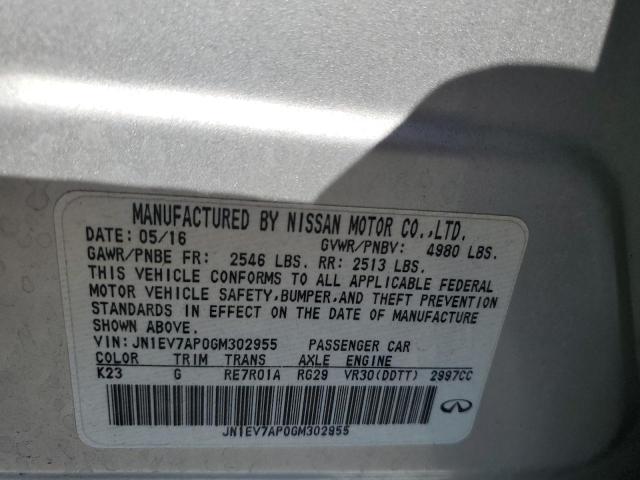 MANUFACTURED BY NISSAN MOTOR CO.,LTD.
DATE: 05/16 GVWR/PNBV: 4980 LBS.
GAWR/PNBE FR: 2546 LBS. RR: 2513 LBS.
THIS VEHICLE CONFORMS TO ALL APPLICABLE FEDERAL
MOTOR VEHICLE SAFETY,BUMPER,AND THEFT PREVENTION
STANDARDS IN EFFECT ON THE DATE OF MANUFACTURE
SHOWN ABOVE.
VIN: JN1EV7AP0GM302955 PASSENGER CAR
COLOR TRIM TRANS AXLE ENGINE
K23 G RE7R01A RG29 VR30(DDTT) 2997CC
JN1EV7AP0GM302955